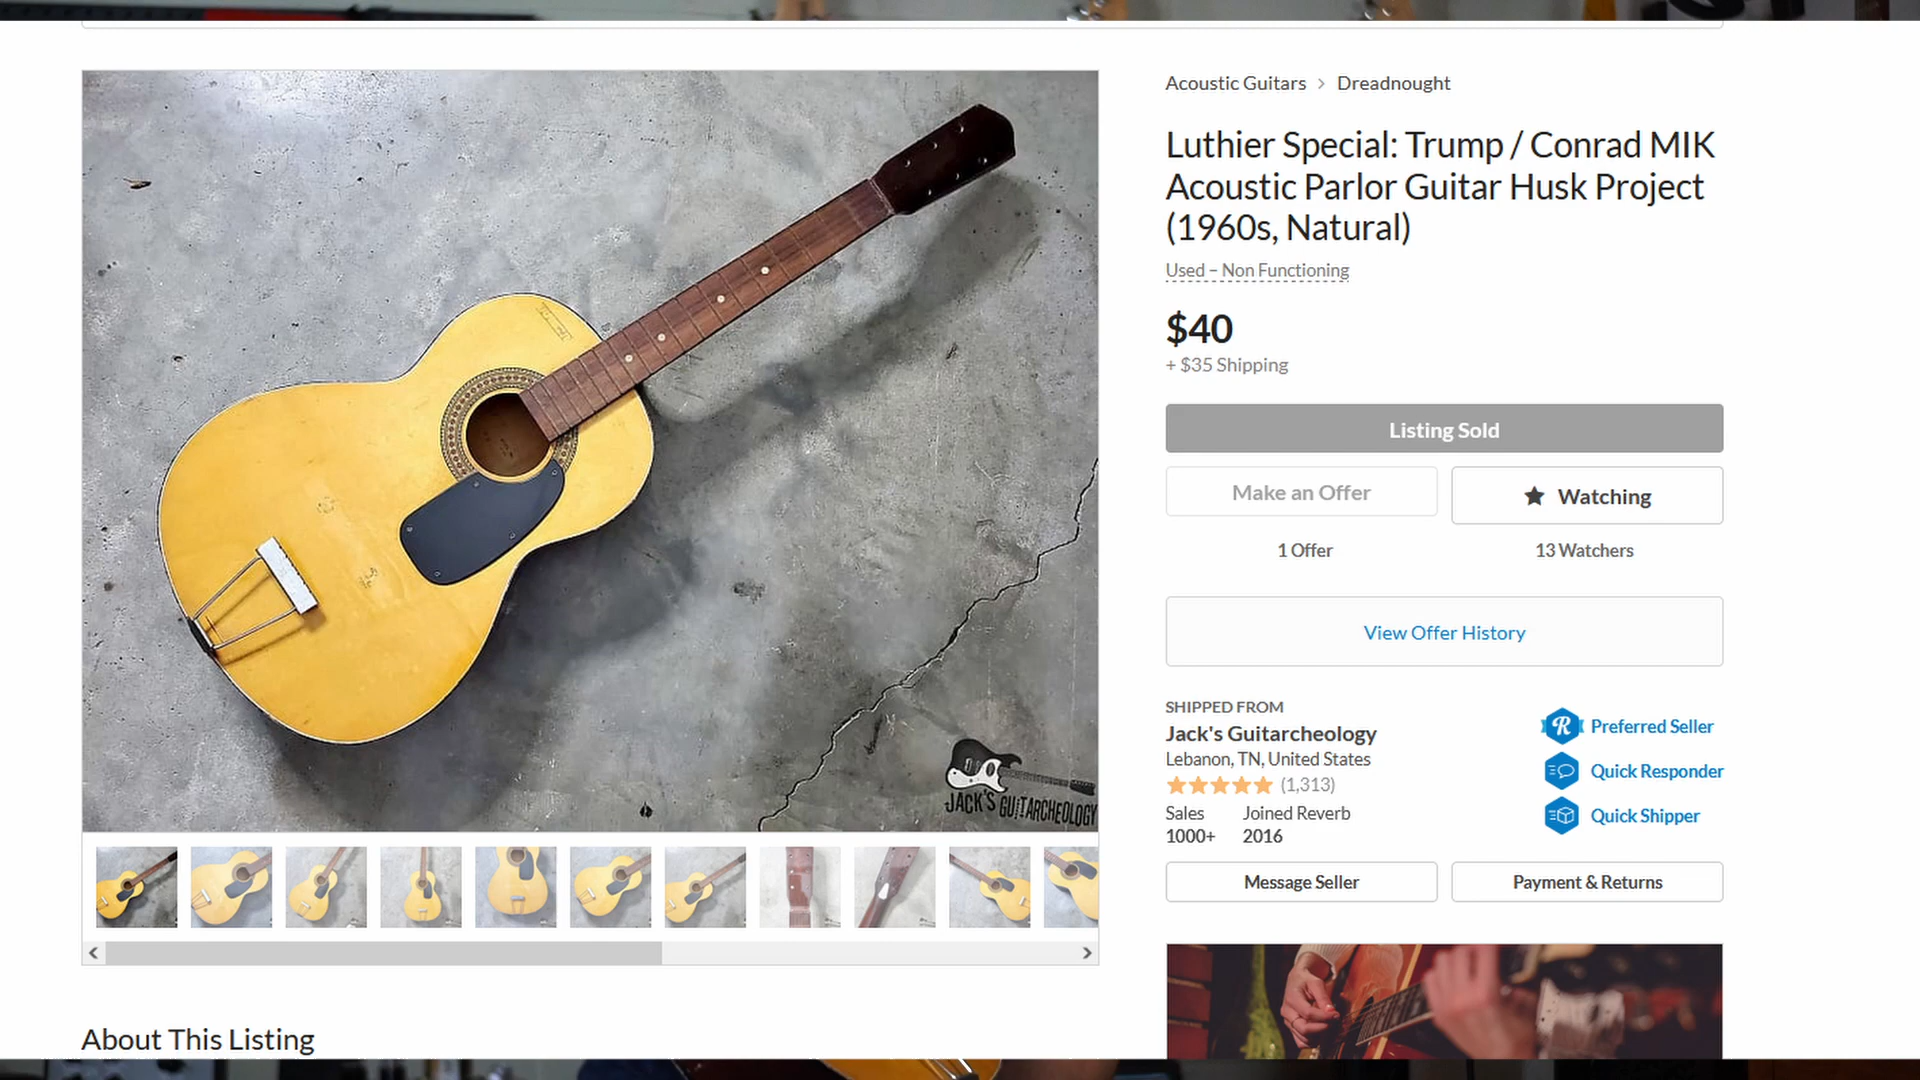 Acoustic Guitars > Dreadnought
Luthier Special: Trump / Conrad MIK
Acoustic Parlor Guitar Husk Project
(1960s, Natural)
Used – Non Functioning
$40
+ $35 Shipping
Listing Sold
Make an Offer
Watching
1 Offer
13 Watchers
View Offer History
SHIPPED FROM
Jack's Guitarcheology
Lebanon, TN, United States
(1,313)
Sales
Joined Reverb
1000+
2016
Preferred Seller
Quick Responder
Quick Shipper
Message Seller
Payment & Returns
JACK'S GUITARCHEOLOGY
About This Listing